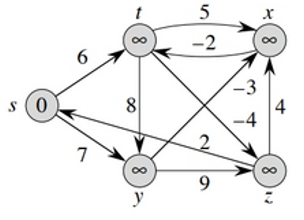 t 5 x
∞ −2 ∞
6
s 0 8 −3 4
−4
7 2
∞ 9 ∞
y z